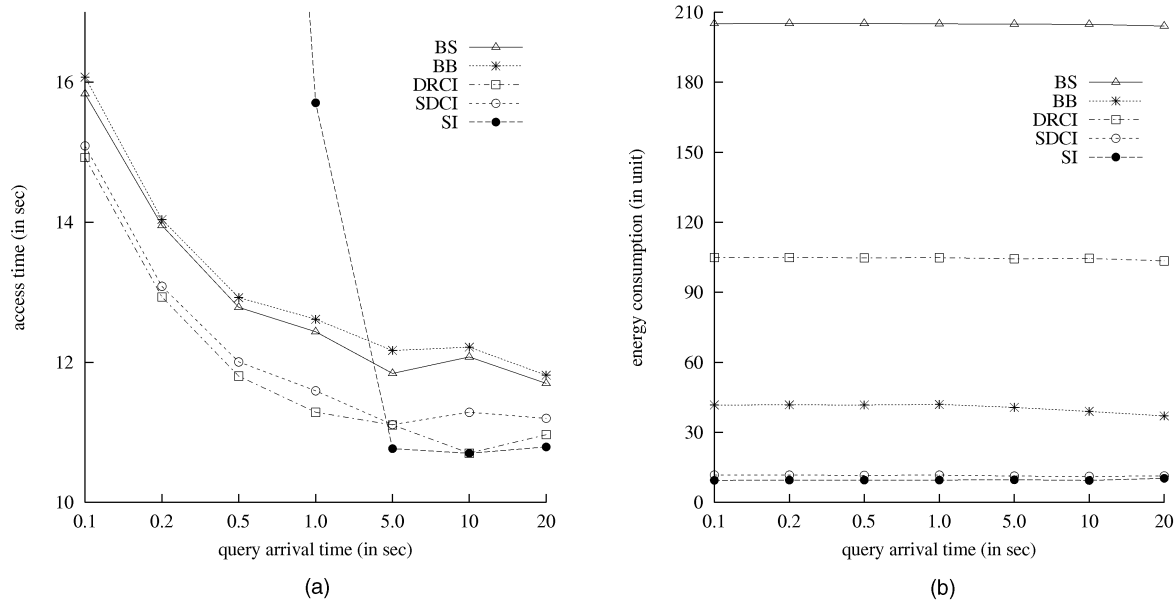 16
14
12
10
access time (in sec)
BS
BB
DRCI
SDCI
SI
0.1 0.2 0.5 1.0 5.0 10 20
query arrival time (in sec)
(a)
210
180
150
120
90
60
30
0
energy consumption (in unit)
BS
BB
DRCI
SDCI
SI
0.1 0.2 0.5 1.0 5.0 10 20
query arrival time (in sec)
(b)